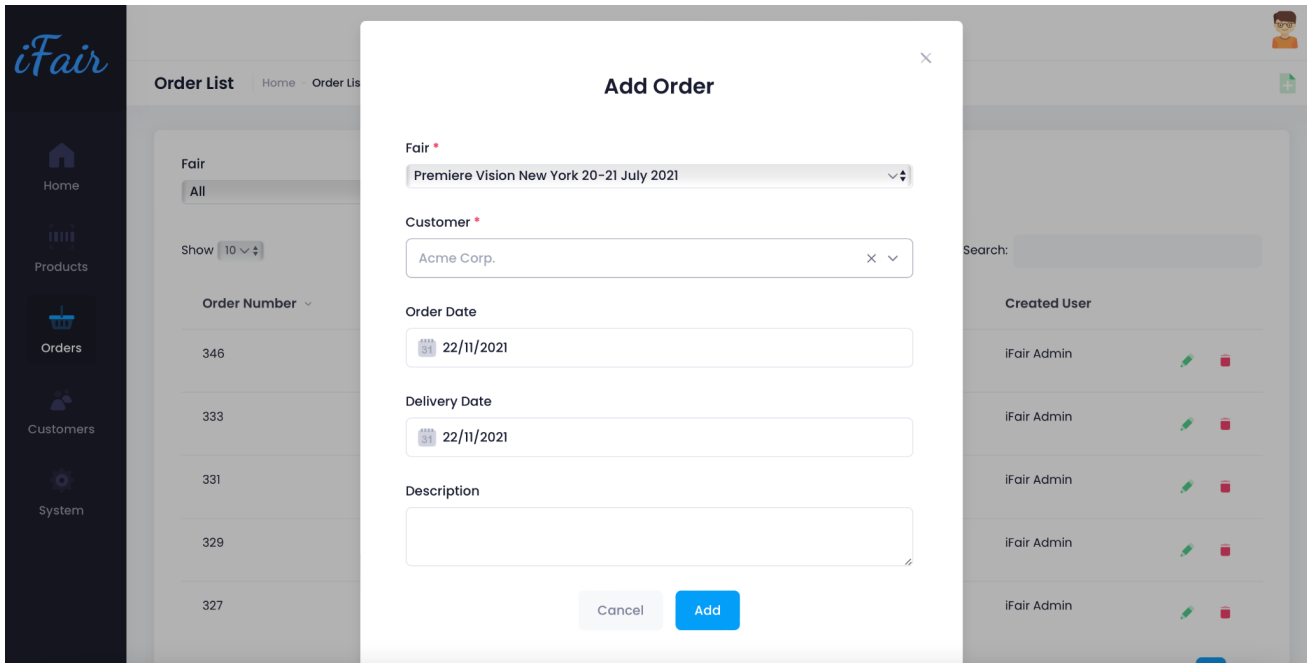 iFair
Home
Products
Orders
Customers
System
Order List
Home - Order Lis
Fair
All
Show 10
Search:
Order Number
Created User
346
iFair Admin
333
iFair Admin
331
iFair Admin
329
iFair Admin
327
iFair Admin
Add Order
Fair *
Premiere Vision New York 20-21 July 2021
Customer *
Acme Corp.
Order Date
31 22/11/2021
Delivery Date
31 22/11/2021
Description
Cancel
Add